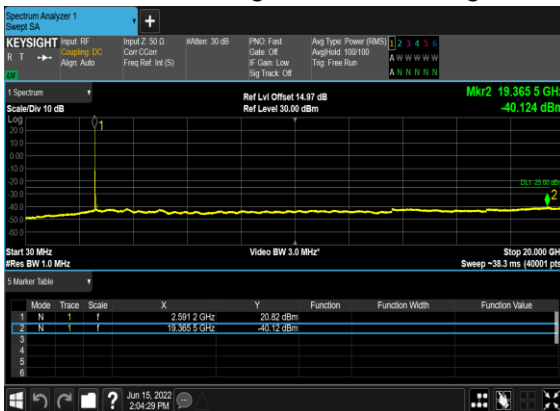 Spectrum Analyzer 1
Swept SA
KEYSIGHT
R T
Input: RF
Coupling: DC
Align: Auto
Input Z: 50 Ω
Corr CCorr
Freq Ref: Int (S)
#Atten: 30 dB
PNO: Fast
Gate: Off
IF Gain: Low
Sig Track: Off
Avg Type: Power (RMS)
Avg|Hold: 100/100
Trig: Free Run
1 2 3 4 5 6
A W W W W W
A N N N N N
LV
1 Spectrum
Scale/Div 10 dB
Ref Lvl Offset 14.97 dB
Ref Level 30.00 dBm
Mkr2 19.365 5 GHz
-40.124 dBm
Log
20.0
10.0
0.00
-10.0
-20.0
-30.0
-40.0
-50.0
-60.0
1
DL1 -25.00 dBm
2
Start 30 MHz
#Res BW 1.0 MHz
Video BW 3.0 MHz*
Stop 20.000 GH
Sweep ~38.3 ms (40001 pts
5 Marker Table
Mode Trace Scale X Y Function Function Width Function Value
1 N 1 f 2.591 2 GHz 20.82 dBm
2 N 1 f 19.365 5 GHz -40.12 dBm
3
4
5
6
?
Jun 15, 2022
2:04:29 PM